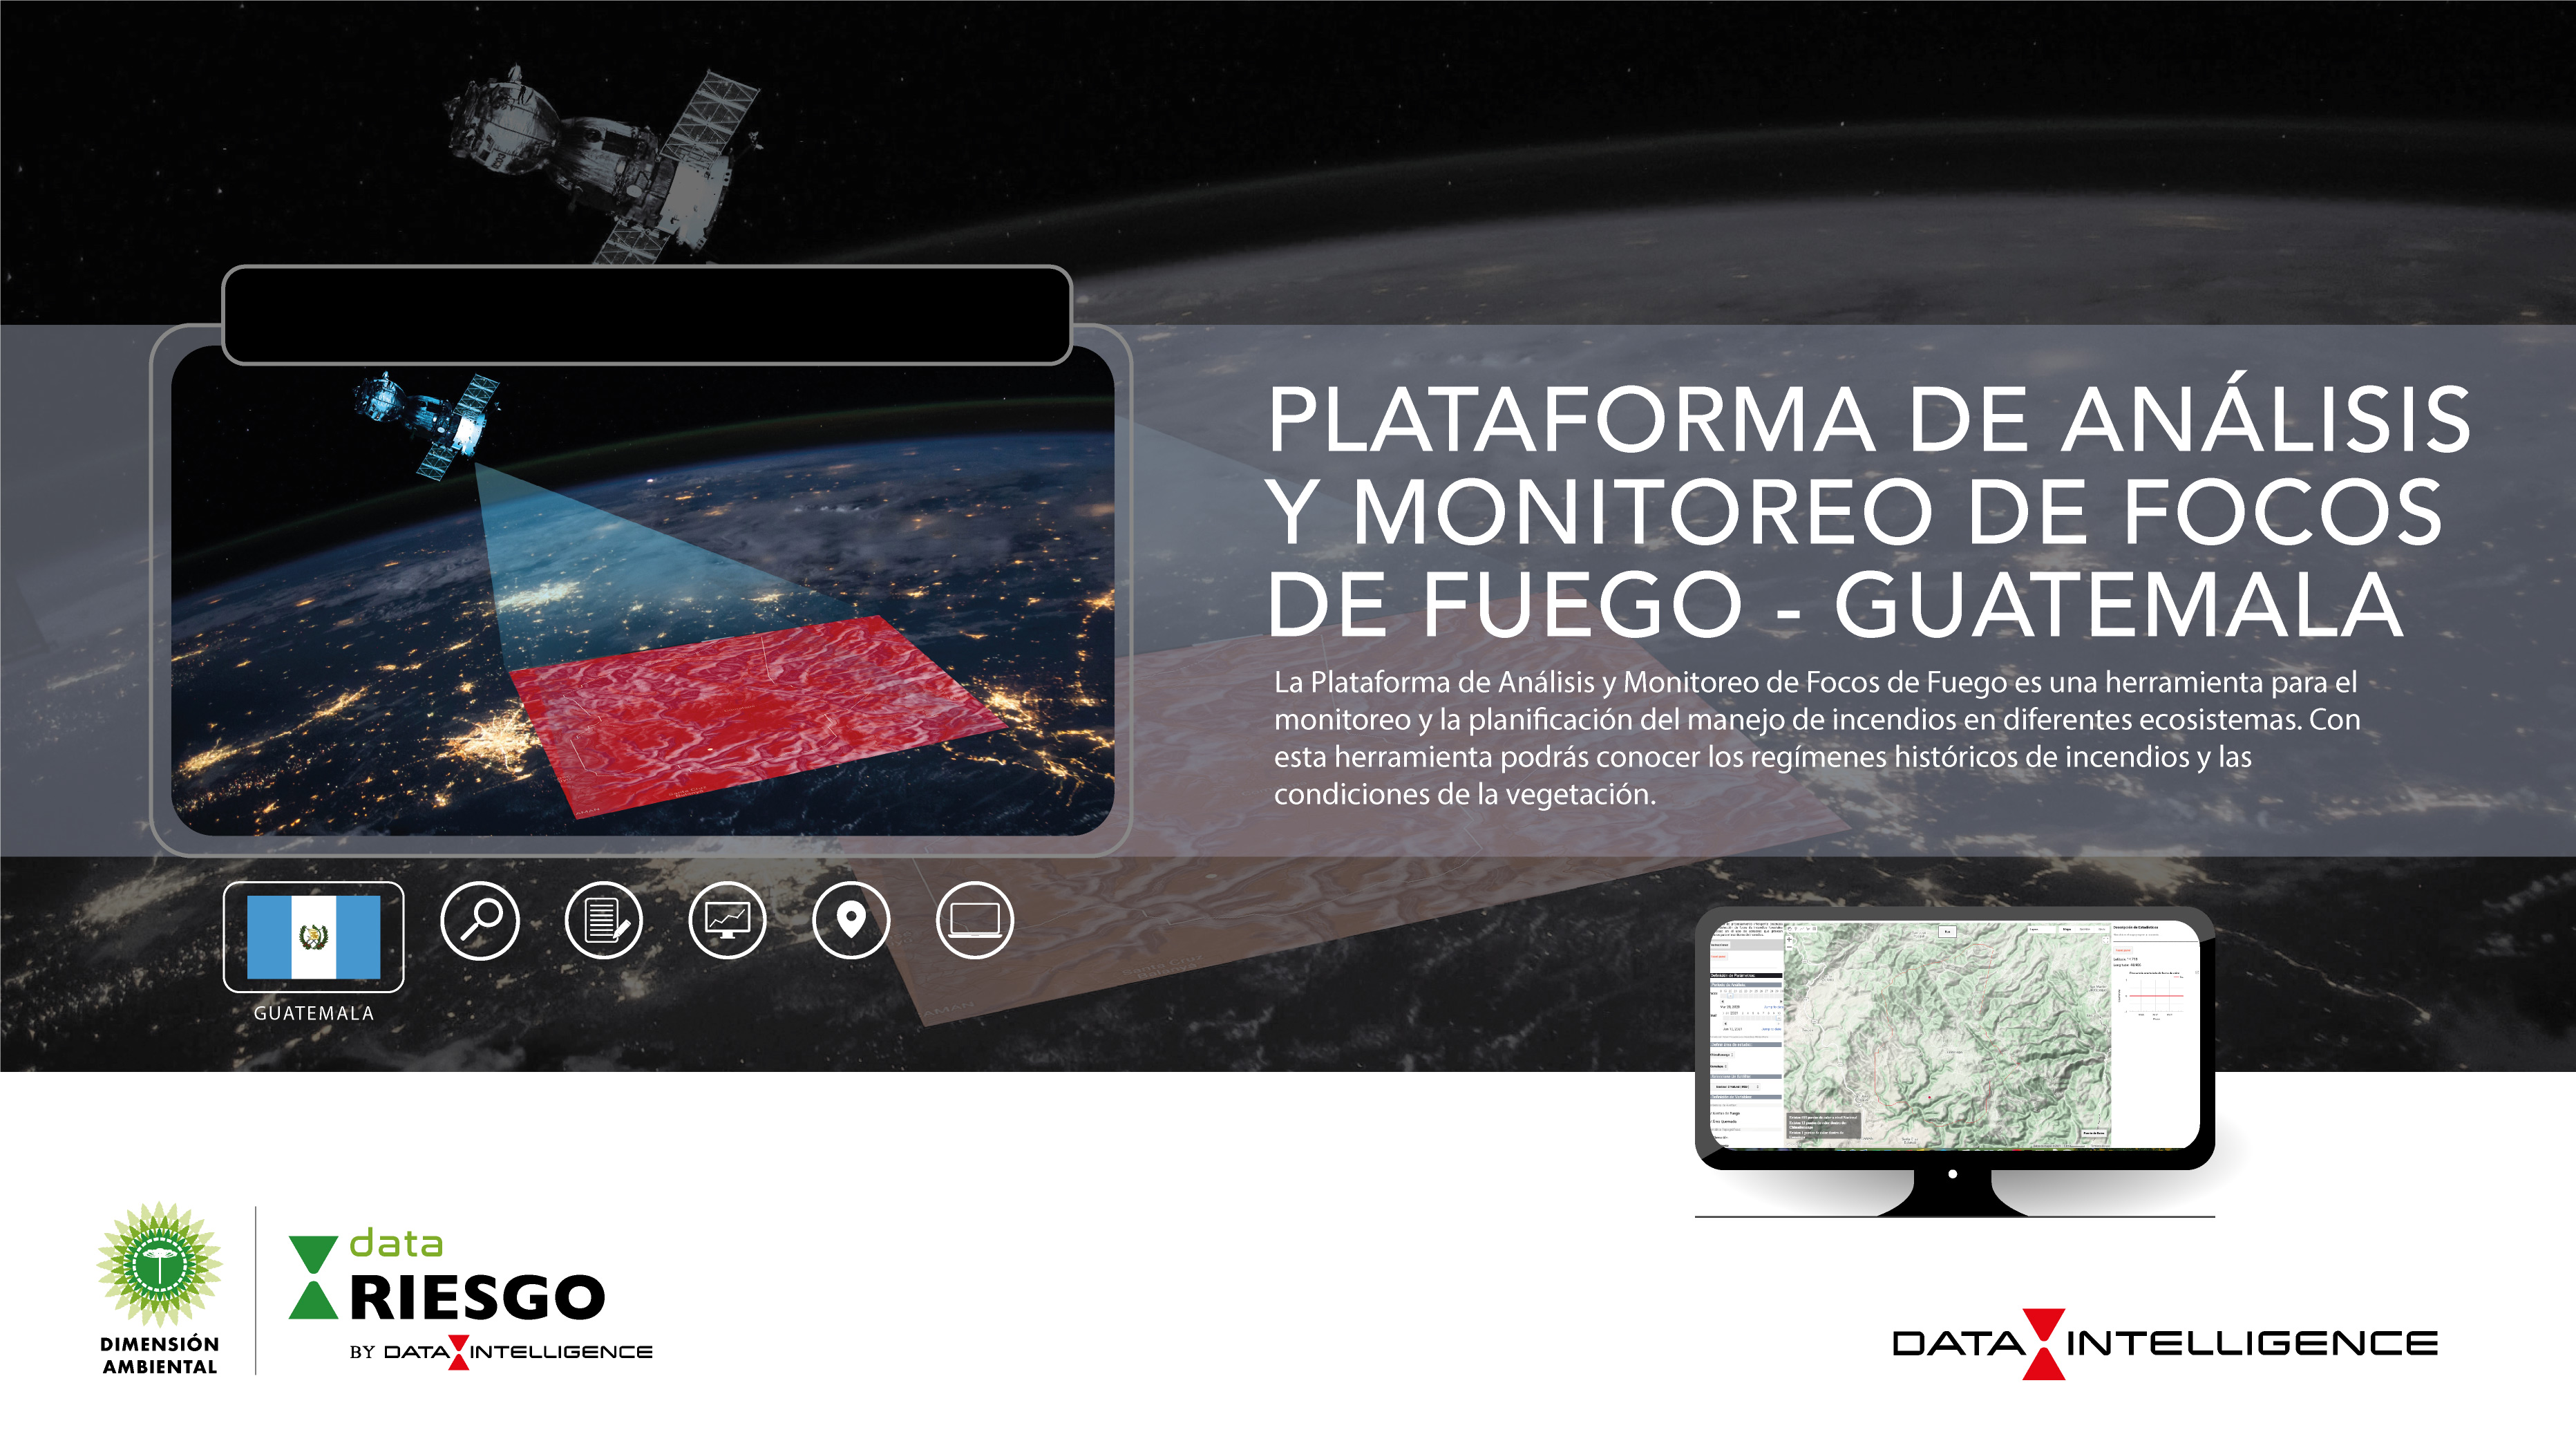 PLATAFORMA DE ANÁLISIS
Y MONITOREO DE FOCOS
DE FUEGO - GUATEMALA
La Plataforma de Análisis y Monitoreo de Focos de Fuego es una herramienta para el
monitoreo y la planificación del manejo de incendios en diferentes ecosistemas. Con
esta herramienta podrás conocer los regímenes históricos de incendios y las
condiciones de la vegetación.
GUATEMALA
DIMENSIÓN
AMBIENTAL
data
RIESGO
BY DATA INTELLIGENCE
DATA INTELLIGENCE